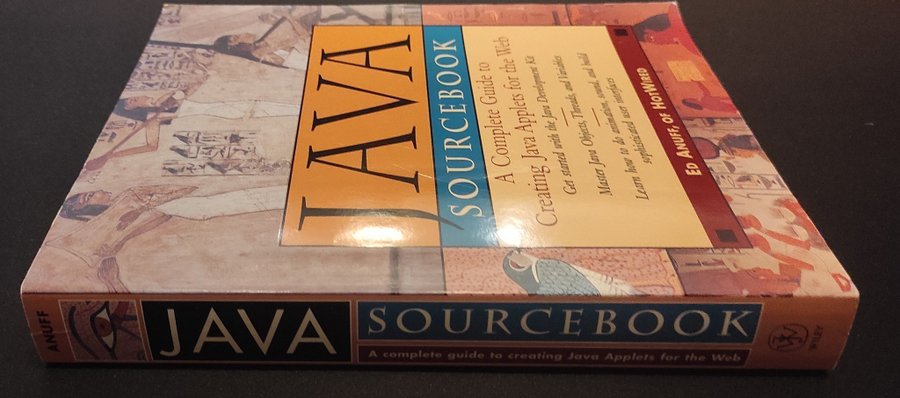 JAVA
SOURCEBOOK
A Complete Guide to
Creating Java Applets for the Web
Get started with the Java Development Kit
Master Java Objects, Threads, and Variables
Learn how to do animation, sound, and build
sophisticated user interfaces
ED ANUFF, OF HOTWIRED
ANUFF
JAVA
SOURCEBOOK
A complete guide to creating Java Applets for the Web
WILEY